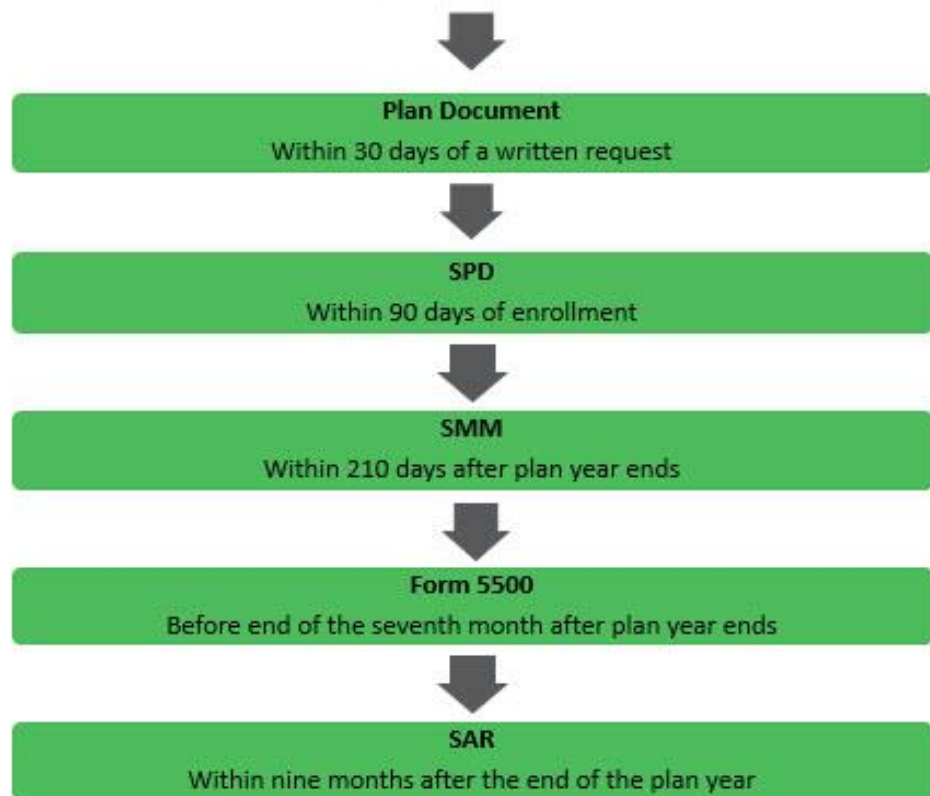 Plan Document
Within 30 days of a written request
SPD
Within 90 days of enrollment
SMM
Within 210 days after plan year ends
Form 5500
Before end of the seventh month after plan year ends
SAR
Within nine months after the end of the plan year